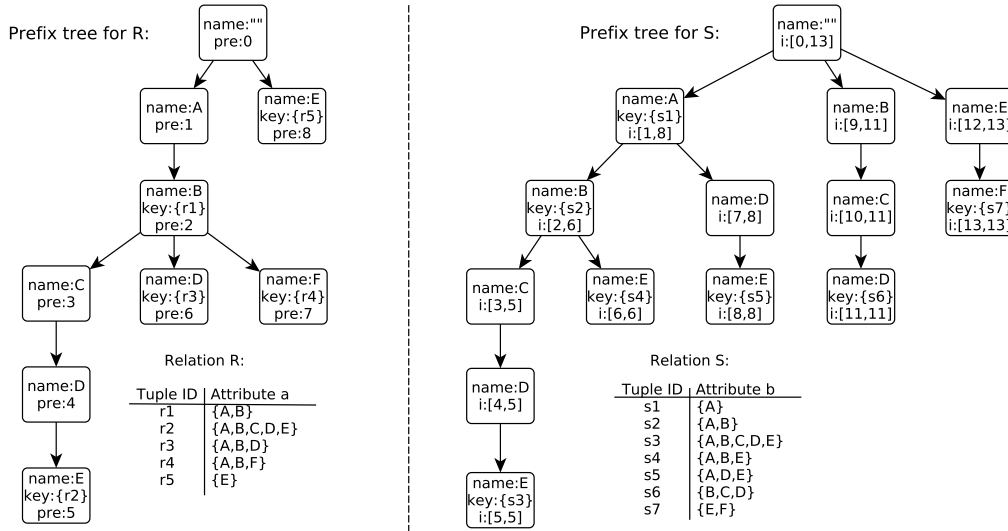 Prefix tree for R:
name:""
pre:0
name:A
pre:1
name:E
key:{r5}
pre:8
name:B
key:{r1}
pre:2
name:C
pre:3
name:D
key:{r3}
pre:6
name:F
key:{r4}
pre:7
name:D
pre:4
name:E
key:{r2}
pre:5
Relation R:
Tuple ID Attribute a
r1 {A,B}
r2 {A,B,C,D,E}
r3 {A,B,D}
r4 {A,B,F}
r5 {E}
Prefix tree for S:
name:""
i:[0,13]
name:A
key:{s1}
i:[1,8]
name:B
i:[9,11]
name:E
i:[12,13]
name:B
key:{s2}
i:[2,6]
name:D
i:[7,8]
name:C
i:[10,11]
name:F
key:{s7}
i:[13,13]
name:C
i:[3,5]
name:E
key:{s4}
i:[6,6]
name:E
key:{s5}
i:[8,8]
name:D
key:{s6}
i:[11,11]
name:D
i:[4,5]
name:E
key:{s3}
i:[5,5]
Relation S:
Tuple ID Attribute b
s1 {A}
s2 {A,B}
s3 {A,B,C,D,E}
s4 {A,B,E}
s5 {A,D,E}
s6 {B,C,D}
s7 {E,F}